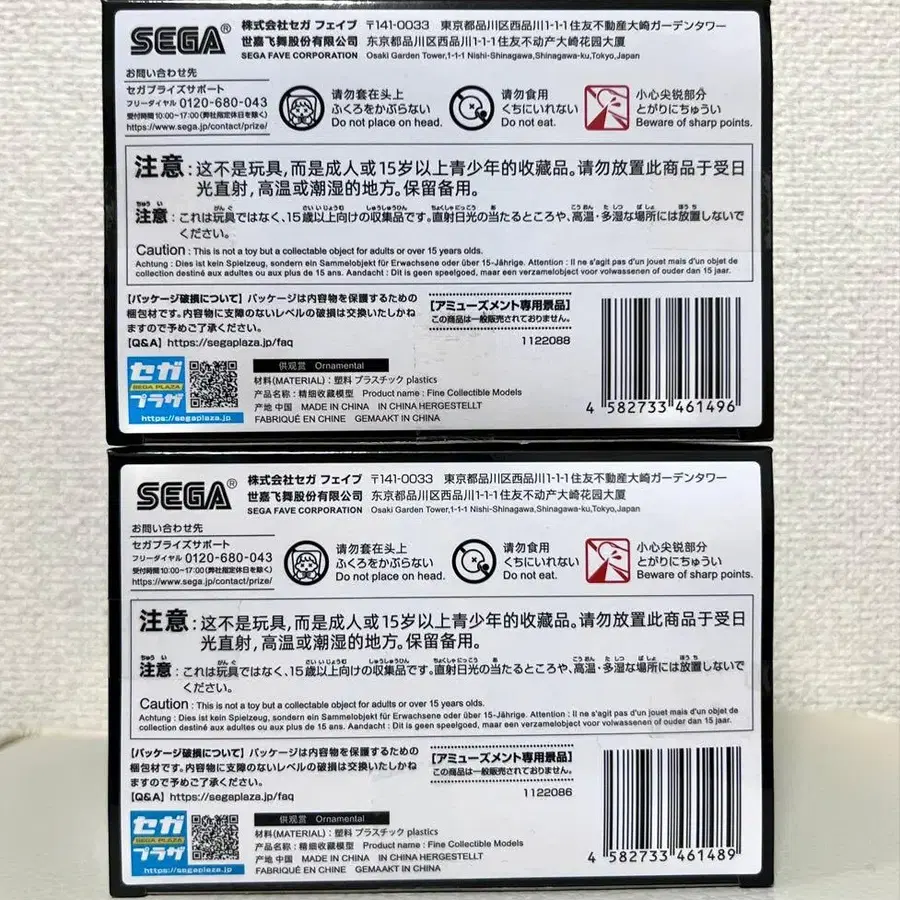 SEGA®
株式会社セガ フェイブ 〒141-0033 東京都品川区西品川1-1-1住友不動産大崎ガーデンタワー
世嘉飞舞股份有限公司 东京都品川区西品川1-1-1住友不动产大崎花园大厦
SEGA FAVE CORPORATION Osaki Garden Tower,1-1-1 Nishi-Shinagawa,Shinagawa-ku,Tokyo,Japan
お問い合わせ先
セガプライズサポート
フリーダイヤル 0120-680-043
受付時間10:00~17:00(弊社指定休日を除く)
https://www.sega.jp/contact/prize/
请勿套在头上
ふくろをかぶらない
Do not place on head.
请勿食用
くちにいれない
Do not eat.
小心尖锐部分
とがりにちゅうい
Beware of sharp points.
注意:这不是玩具,而是成人或15岁以上青少年的收藏品。请勿放置此商品于受日
光直射,高温或潮湿的地方。保留备用。
注意:これは玩具ではなく、15歳以上向けの収集品です。直射日光の当たるところや、高温・多湿な場所には放置しないで
ください。
Caution : This is not a toy but a collectable object for adults or over 15 years olds.
Achtung : Dies ist kein Spielzeug, sondern ein Sammelobjekt für Erwachsene oder über 15-Jährige. Attention : Il ne s'agit pas d'un jouet mais d'un objet de
collection destiné aux adultes ou aux plus de 15 ans. Aandacht : Dit is geen speelgoed, maar een verzamelobject voor volwassenen of ouder dan 15 jaar.
【パッケージ破損について】パッケージは内容物を保護するための
梱包材です。内容物に支障のないレベルの破損は交換いたしかね
ますので予めご了承ください。
【Q&A】https://segaplaza.jp/faq
【アミューズメント専用景品】
この商品は一般販売されておりません。
1122088
セガ
SEGA PLAZA
プラザ
https://segaplaza.jp
供观赏 Ornamental
材料(MATERIAL):塑料 プラスチック plastics
产品名称:精细收藏模型 Product name : Fine Collectible Models
产地 中国 MADE IN CHINA IN CHINA HERGESTELLT
FABRIQUÉ EN CHINE GEMAAKT IN CHINA
4 582733 461496
SEGA®
株式会社セガ フェイブ 〒141-0033 東京都品川区西品川1-1-1住友不動産大崎ガーデンタワー
世嘉飞舞股份有限公司 东京都品川区西品川1-1-1住友不动产大崎花园大厦
SEGA FAVE CORPORATION Osaki Garden Tower,1-1-1 Nishi-Shinagawa,Shinagawa-ku,Tokyo,Japan
お問い合わせ先
セガプライズサポート
フリーダイヤル 0120-680-043
受付時間10:00~17:00(弊社指定休日を除く)
https://www.sega.jp/contact/prize/
请勿套在头上
ふくろをかぶらない
Do not place on head.
请勿食用
くちにいれない
Do not eat.
小心尖锐部分
とがりにちゅうい
Beware of sharp points.
注意:这不是玩具,而是成人或15岁以上青少年的收藏品。请勿放置此商品于受日
光直射,高温或潮湿的地方。保留备用。
注意:これは玩具ではなく、15歳以上向けの収集品です。直射日光の当たるところや、高温・多湿な場所には放置しないで
ください。
Caution : This is not a toy but a collectable object for adults or over 15 years olds.
Achtung : Dies ist kein Spielzeug, sondern ein Sammelobjekt für Erwachsene oder über 15-Jährige. Attention : Il ne s'agit pas d'un jouet mais d'un objet de
collection destiné aux adultes ou aux plus de 15 ans. Aandacht : Dit is geen speelgoed, maar een verzamelobject voor volwassenen of ouder dan 15 jaar.
【パッケージ破損について】パッケージは内容物を保護するための
梱包材です。内容物に支障のないレベルの破損は交換いたしかね
ますので予めご了承ください。
【Q&A】https://segaplaza.jp/faq
【アミューズメント専用景品】
この商品は一般販売されておりません。
1122086
セガ
SEGA PLAZA
プラザ
https://segaplaza.jp
供观赏 Ornamental
材料(MATERIAL):塑料 プラスチック plastics
产品名称:精细收藏模型 Product name : Fine Collectible Models
产地 中国 MADE IN CHINA IN CHINA HERGESTELLT
FABRIQUÉ EN CHINE GEMAAKT IN CHINA
4 582733 461489